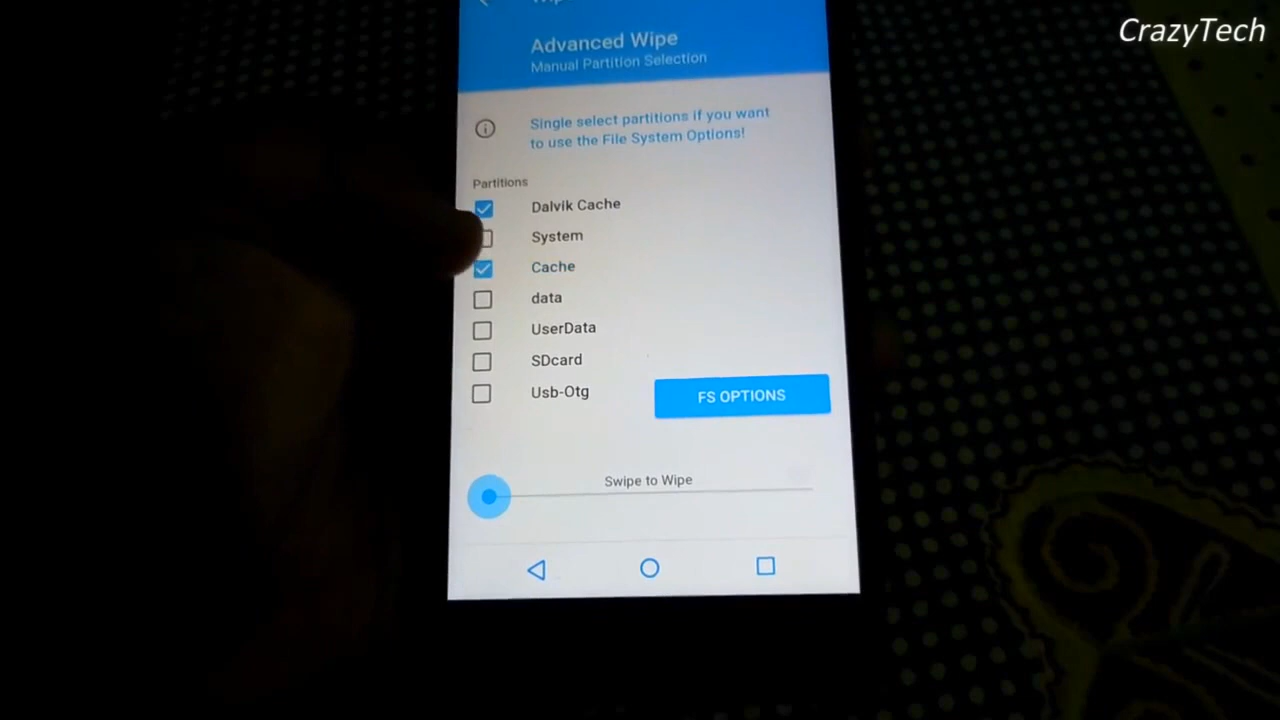 CrazyTech
Advanced Wipe
Manual Partition Selection
Single select partitions if you want
to use the File System Options!
Partitions
Dalvik Cache
System
Cache
data
UserData
SDcard
Usb-Otg
FS OPTIONS
Swipe to Wipe